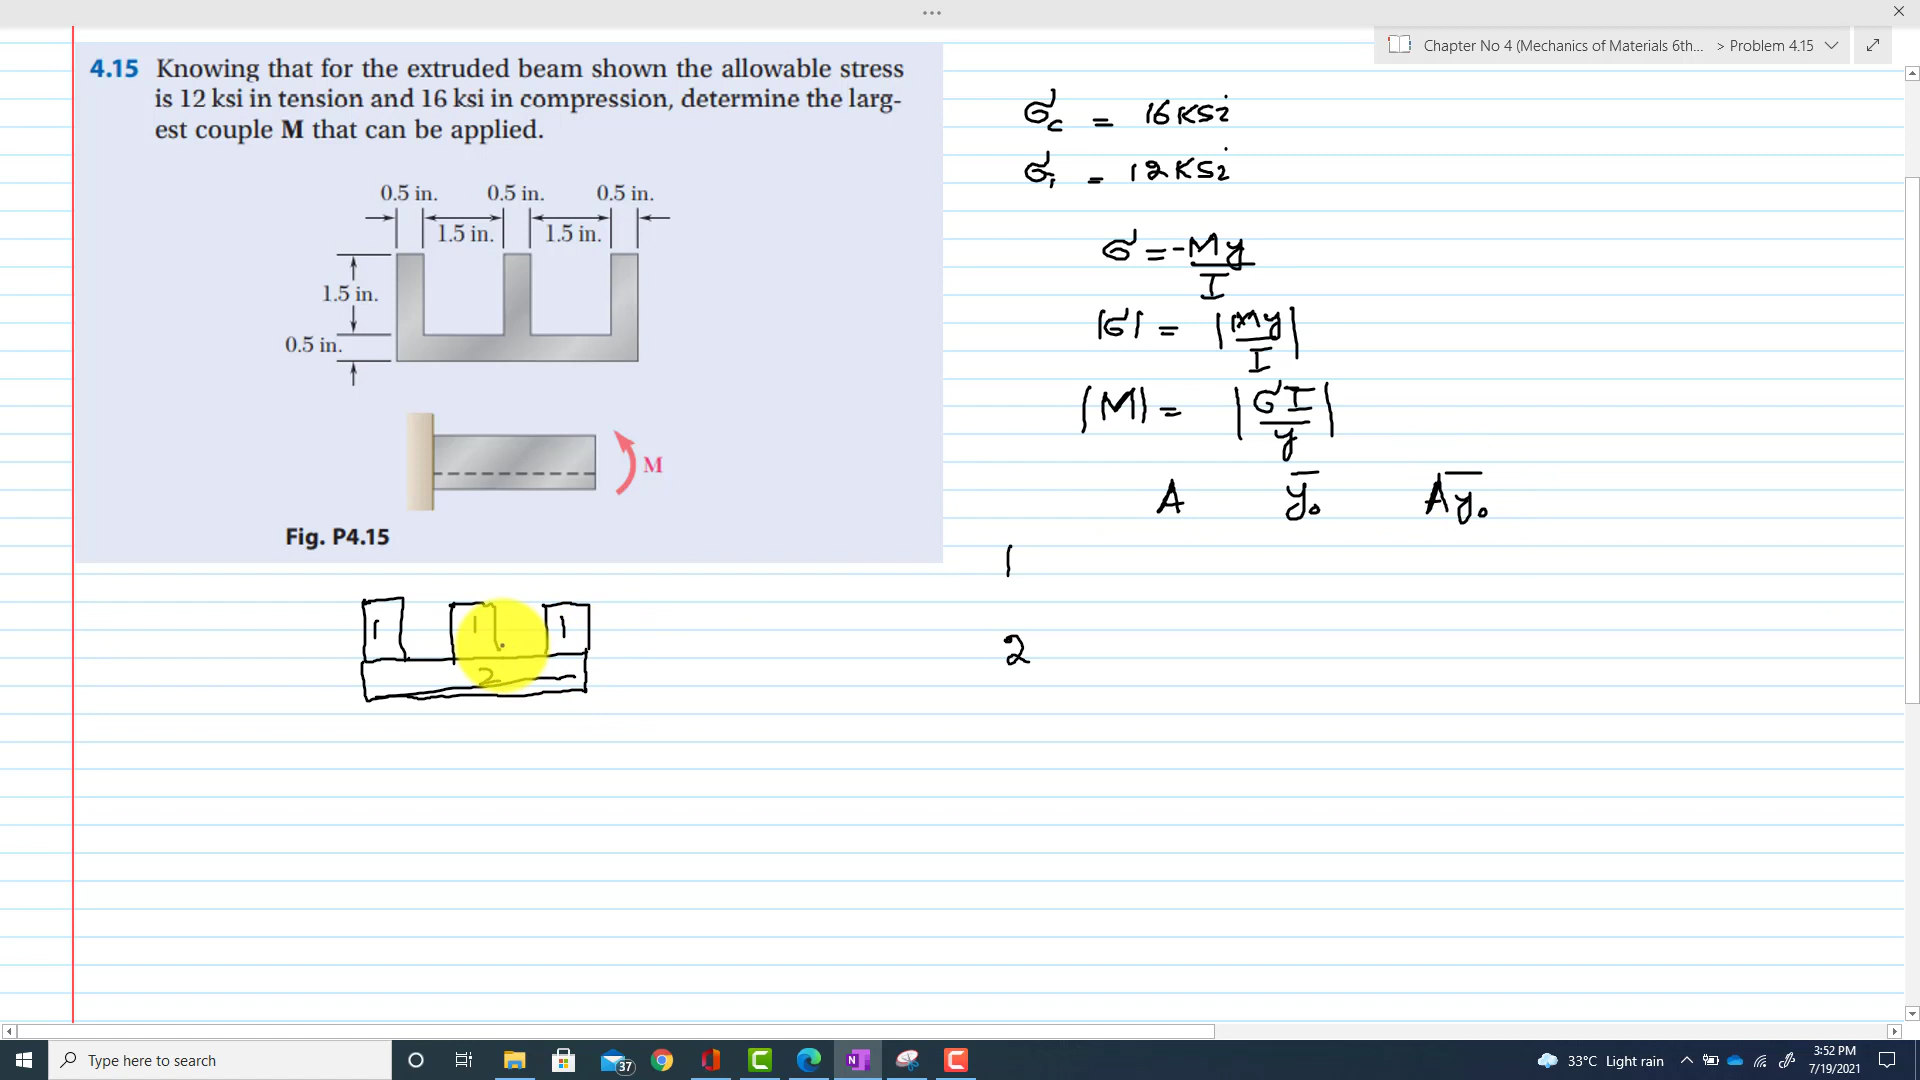 Chapter No 4 (Mechanics of Materials 6th... > Problem 4.15
4.15 Knowing that for the extruded beam shown the allowable stress
is 12 ksi in tension and 16 ksi in compression, determine the larg-
est couple M that can be applied.
0.5 in. 0.5 in. 0.5 in.
1.5 in. 1.5 in.
1.5 in.
0.5 in.
M
Fig. P4.15
1 1 1
2
σc = 16 KSi
σT = 12 KSi
σ = -My/I
|σ| = |My/I|
|M| = |σI/y|
A ȳ₀ Aȳ₀
1
2
Type here to search
37
33°C Light rain
3:52 PM
7/19/2021